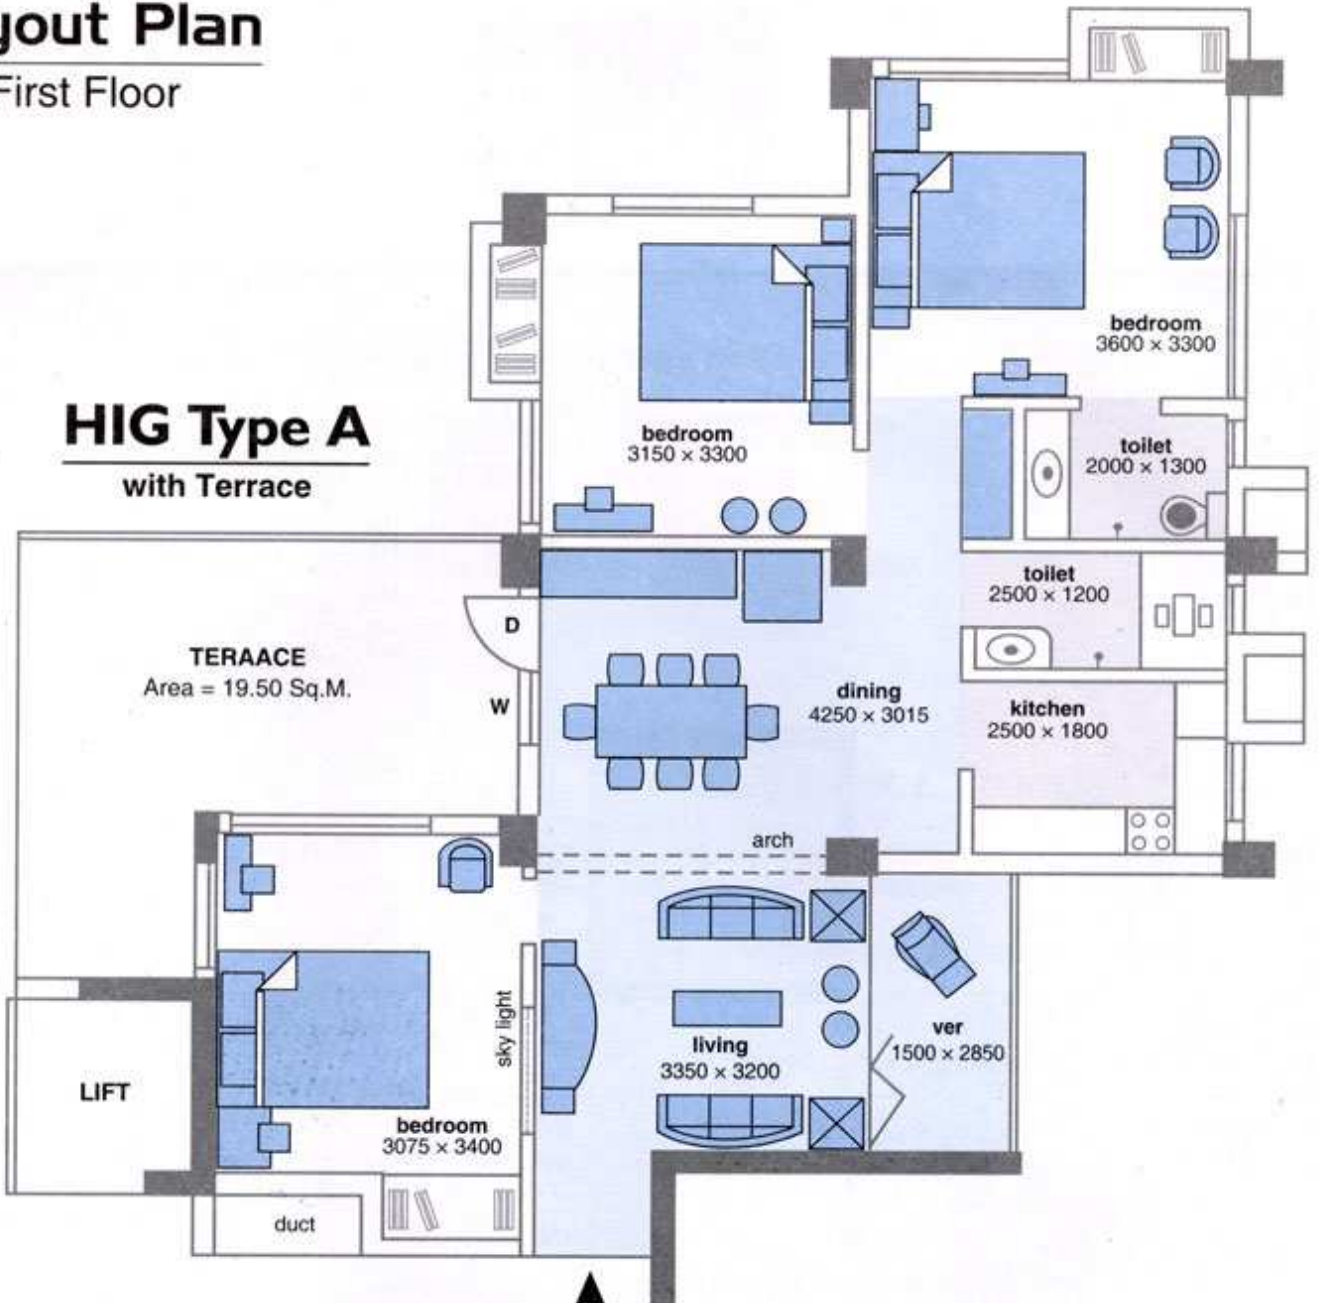 yout Plan
First Floor
HIG Type A
with Terrace
bedroom
3600 × 3300
bedroom
3150 × 3300
toilet
2000 × 1300
toilet
2500 × 1200
D
TERAACE
Area = 19.50 Sq.M.
W
dining
4250 × 3015
kitchen
2500 × 1800
arch
sky light
living
3350 × 3200
ver
1500 × 2850
LIFT
bedroom
3075 × 3400
duct